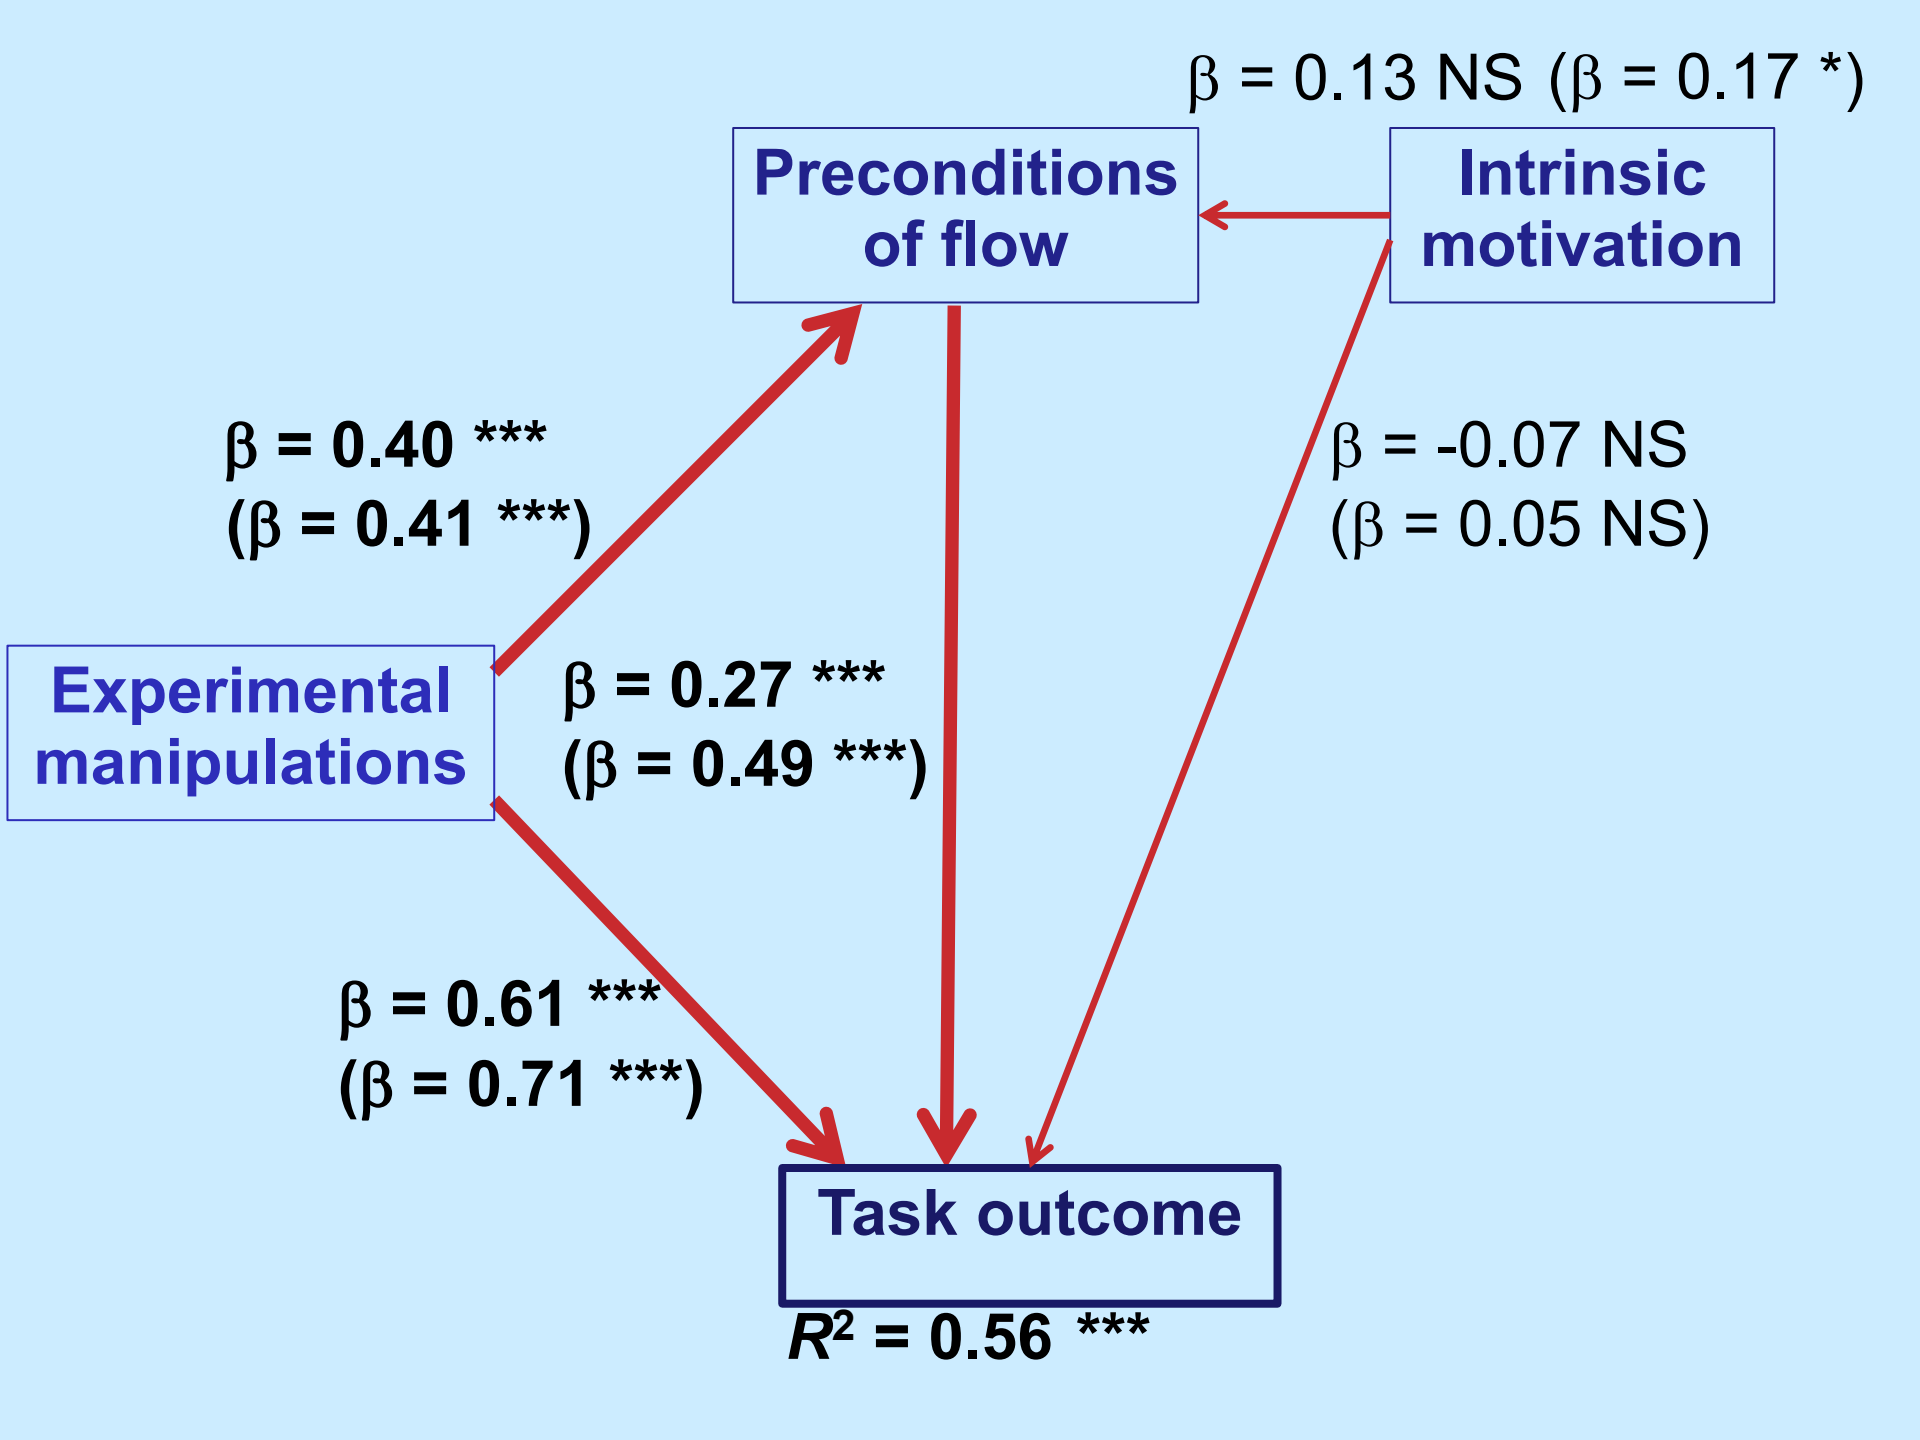 β = 0.13 NS (β = 0.17 *)
Preconditions
of flow
Intrinsic
motivation
β = 0.40 ***
(β = 0.41 ***)
β = -0.07 NS
(β = 0.05 NS)
Experimental
manipulations
β = 0.27 ***
(β = 0.49 ***)
β = 0.61 ***
(β = 0.71 ***)
Task outcome
R² = 0.56 ***